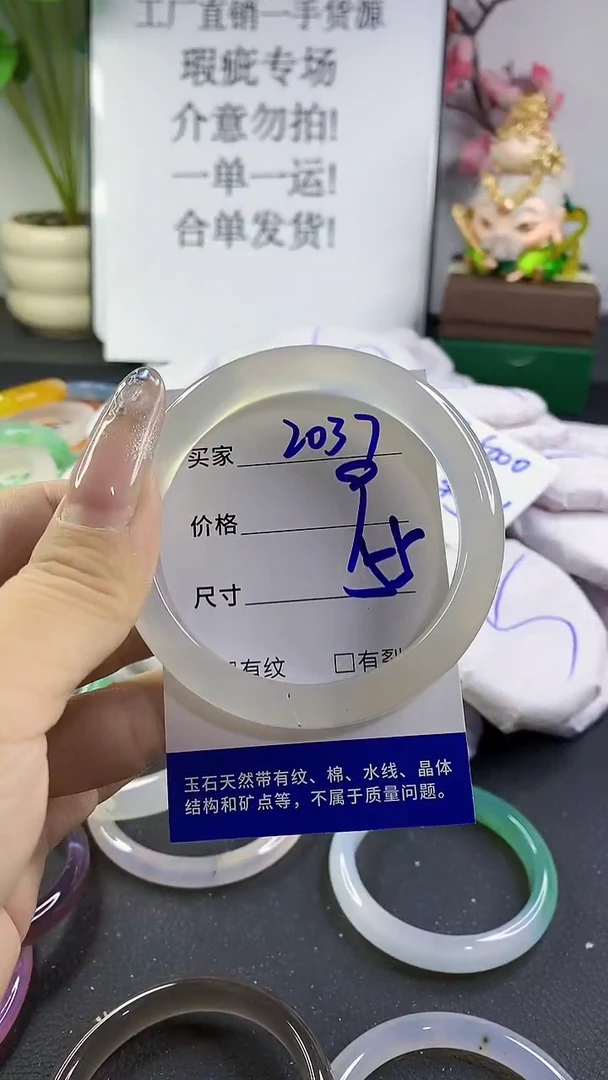 工厂直销一手货源
瑕疵专场
介意勿拍!
一单一运!
合单发货!
买家 2037
价格
尺寸
有纹 □有裂
玉石天然带有纹、棉、水线、晶体
结构和矿点等，不属于质量问题。